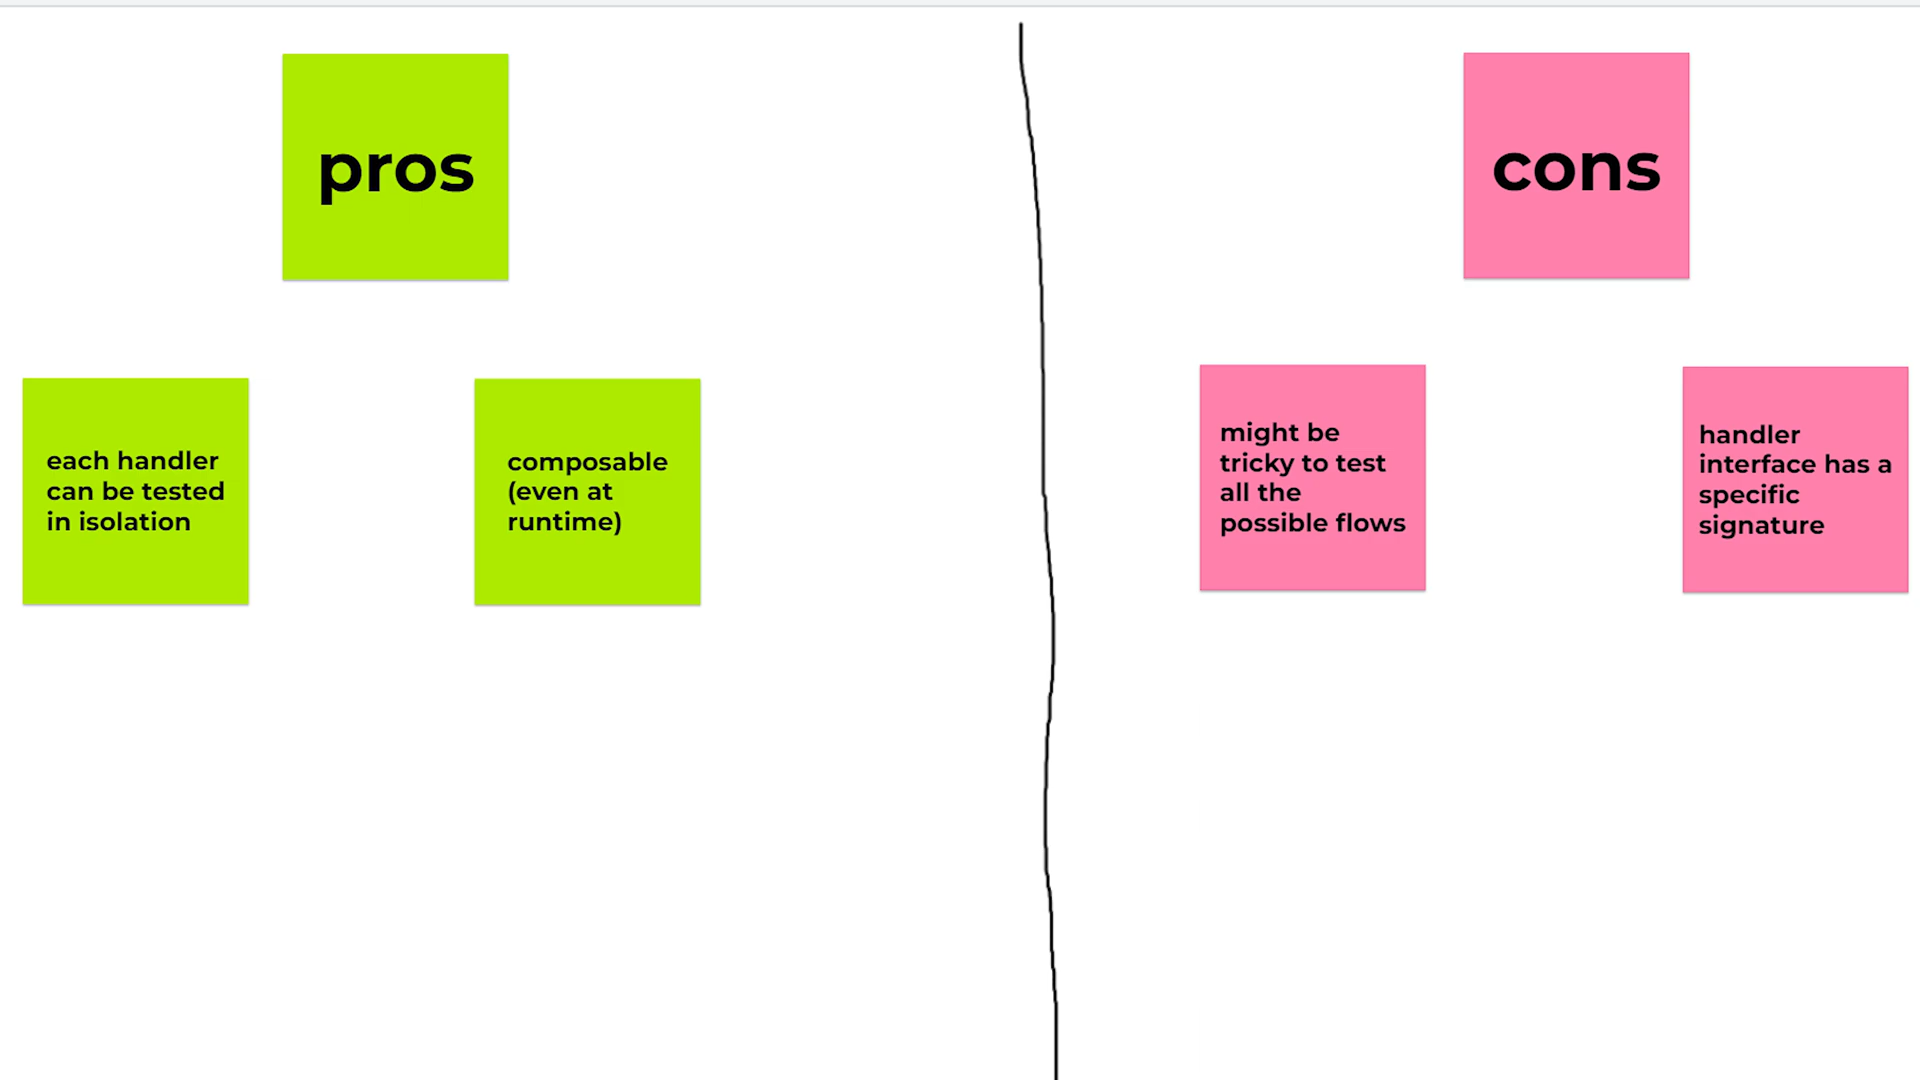 pros
each handler
can be tested
in isolation
composable
(even at
runtime)
cons
might be
tricky to test
all the
possible flows
handler
interface has a
specific
signature